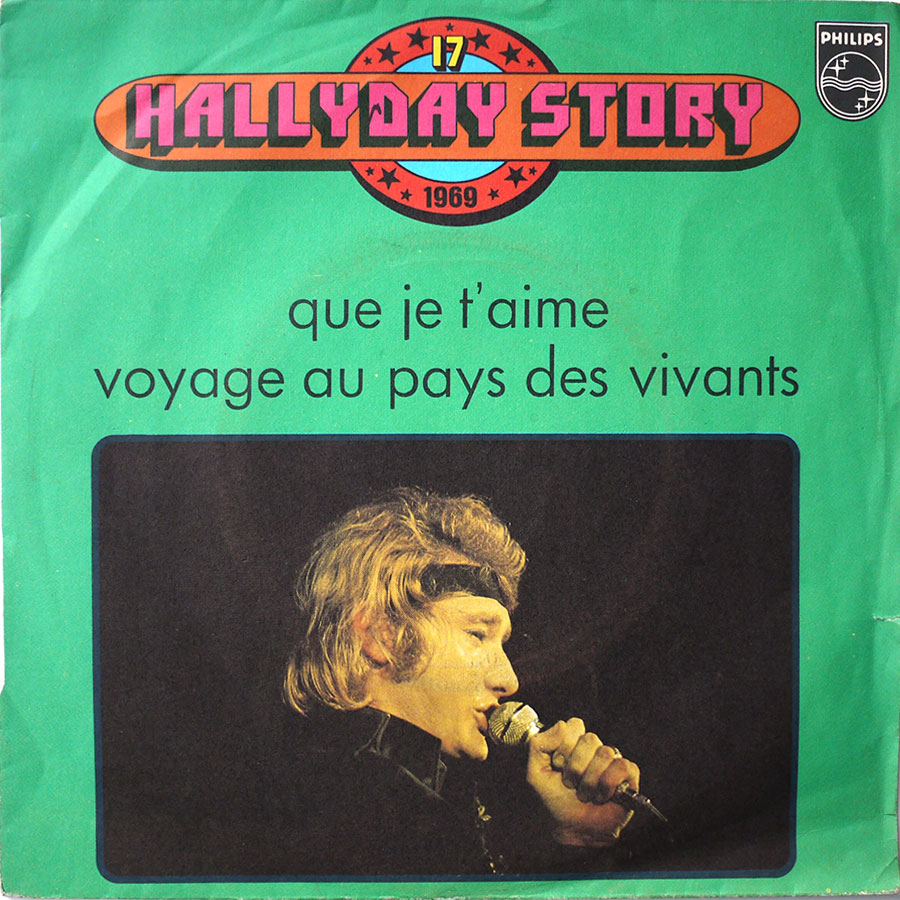 17
HALLYDAY STORY
1969
PHILIPS
que je t'aime
voyage au pays des vivants